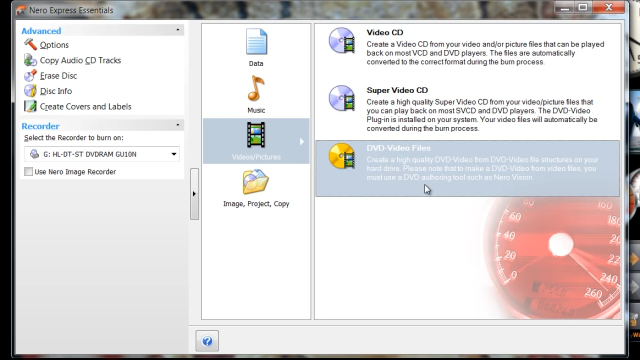 Nero Express Essentials
Advanced
Options
Copy Audio CD Tracks
Erase Disc
Disc Info
Create Covers and Labels
Recorder
Select the Recorder to burn on:
G: HL-DT-ST DVDRAM GU10N
Use Nero Image Recorder
Data
Music
Videos/Pictures
Image, Project, Copy
Video CD
Create a Video CD from your video and/or picture files that can be played
back on most VCD and DVD players. The files are automatically
converted to the correct format during the burn process.
Super Video CD
Create a high quality Super Video CD from your video/picture files that
you can play back on most SVCD and DVD players. The DVD-Video
Plug-in is installed on your system. Your video files will automatically be
converted during the burn process.
DVD-Video Files
Create a high quality DVD-Video from DVD-Video file structures on your
hard drive. Please note that to make a DVD-Video from video files, you
must use a DVD authoring tool such as Nero Vision.
60
40
20
0
200
220
240
260